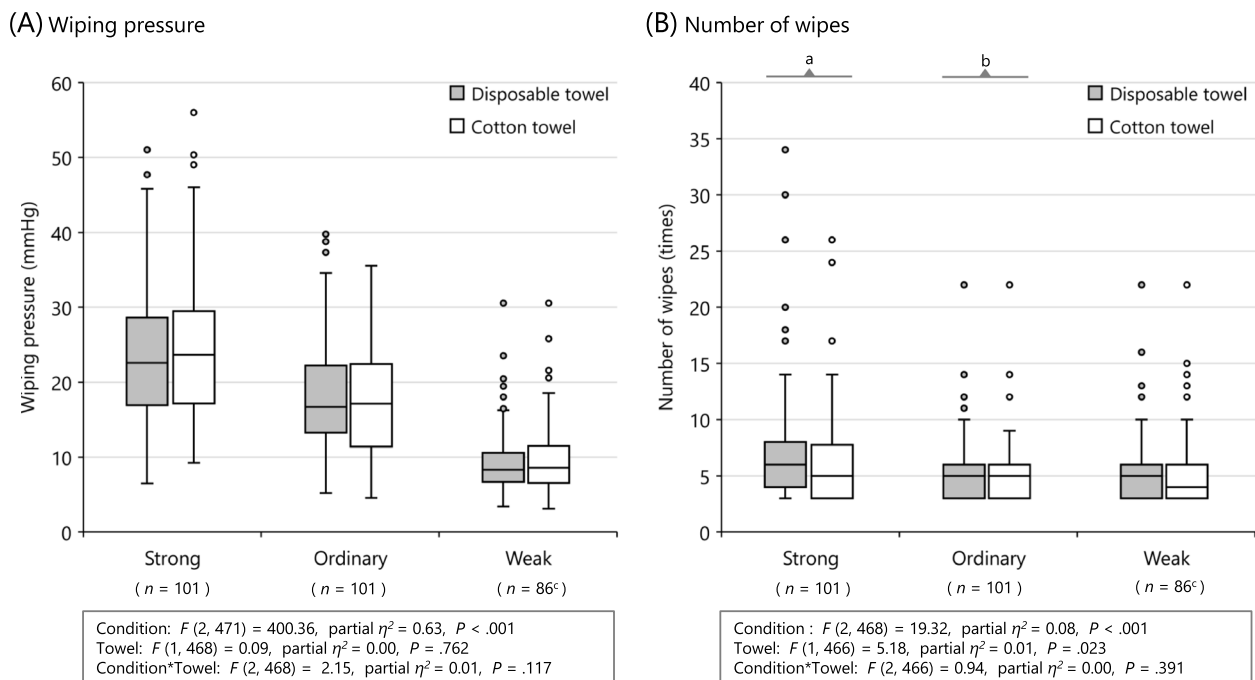 (A) Wiping pressure
60
50
40
30
20
10
0
Wiping pressure (mmHg)
Disposable towel
Cotton towel
Strong
Ordinary
Weak
( n = 101 )
( n = 101 )
( n = 86ᶜ )
Condition: F (2, 471) = 400.36, partial η² = 0.63, P < .001
Towel: F (1, 468) = 0.09, partial η² = 0.00, P = .762
Condition*Towel: F (2, 468) = 2.15, partial η² = 0.01, P = .117
(B) Number of wipes
a
b
40
35
30
25
20
15
10
5
0
Number of wipes (times)
Disposable towel
Cotton towel
Strong
Ordinary
Weak
( n = 101 )
( n = 101 )
( n = 86ᶜ )
Condition : F (2, 468) = 19.32, partial η² = 0.08, P < .001
Towel: F (1, 466) = 5.18, partial η² = 0.01, P = .023
Condition*Towel: F (2, 466) = 0.94, partial η² = 0.00, P = .391